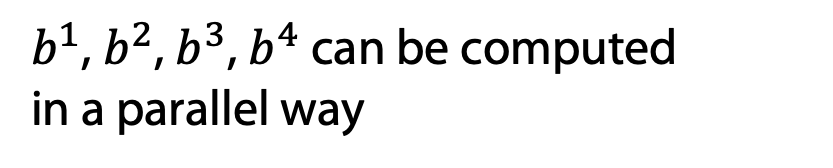 b¹, b², b³, b⁴ can be computed
in a parallel way